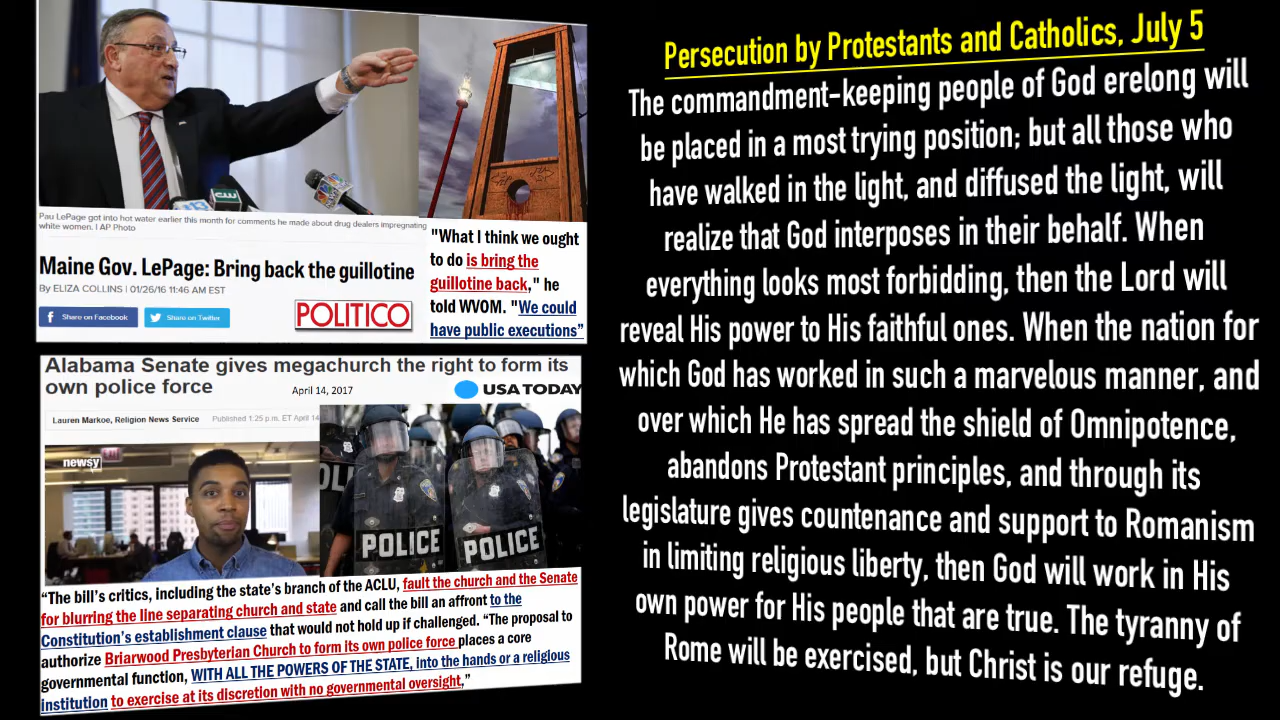 Pau LePage got into hot water earlier this month for comments he made about drug dealers impregnating
white women. | AP Photo
Maine Gov. LePage: Bring back the guillotine
By ELIZA COLLINS | 01/26/16 11:46 AM EST
Share on Facebook
Share on Twitter
POLITICO
"What I think we ought
to do is bring the
guillotine back," he
told WVOM. "We could
have public executions"
Alabama Senate gives megachurch the right to form its
own police force
April 14, 2017
USA TODAY
Lauren Markoe, Religion News Service
Published 1:25 p.m. ET April 14
newsy
POLICE
POLICE
“The bill’s critics, including the state’s branch of the ACLU, fault the church and the Senate
for blurring the line separating church and state and call the bill an affront to the
Constitution’s establishment clause that would not hold up if challenged. “The proposal to
authorize Briarwood Presbyterian Church to form its own police force places a core
governmental function, WITH ALL THE POWERS OF THE STATE, into the hands or a religious
institution to exercise at its discretion with no governmental oversight,”
Persecution by Protestants and Catholics, July 5
The commandment-keeping people of God erelong will
be placed in a most trying position; but all those who
have walked in the light, and diffused the light, will
realize that God interposes in their behalf. When
everything looks most forbidding, then the Lord will
reveal His power to His faithful ones. When the nation for
which God has worked in such a marvelous manner, and
over which He has spread the shield of Omnipotence,
abandons Protestant principles, and through its
legislature gives countenance and support to Romanism
in limiting religious liberty, then God will work in His
own power for His people that are true. The tyranny of
Rome will be exercised, but Christ is our refuge.